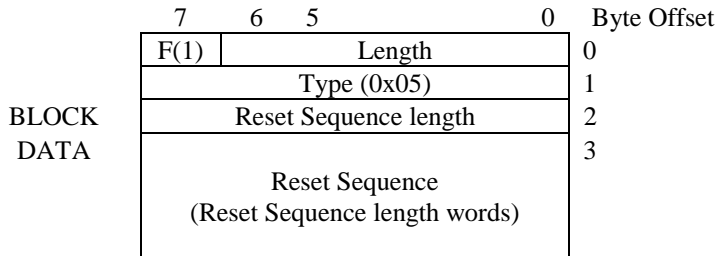 7 6 5 0 Byte Offset
F(1) Length 0
Type (0x05) 1
BLOCK Reset Sequence length 2
DATA 3
Reset Sequence
(Reset Sequence length words)